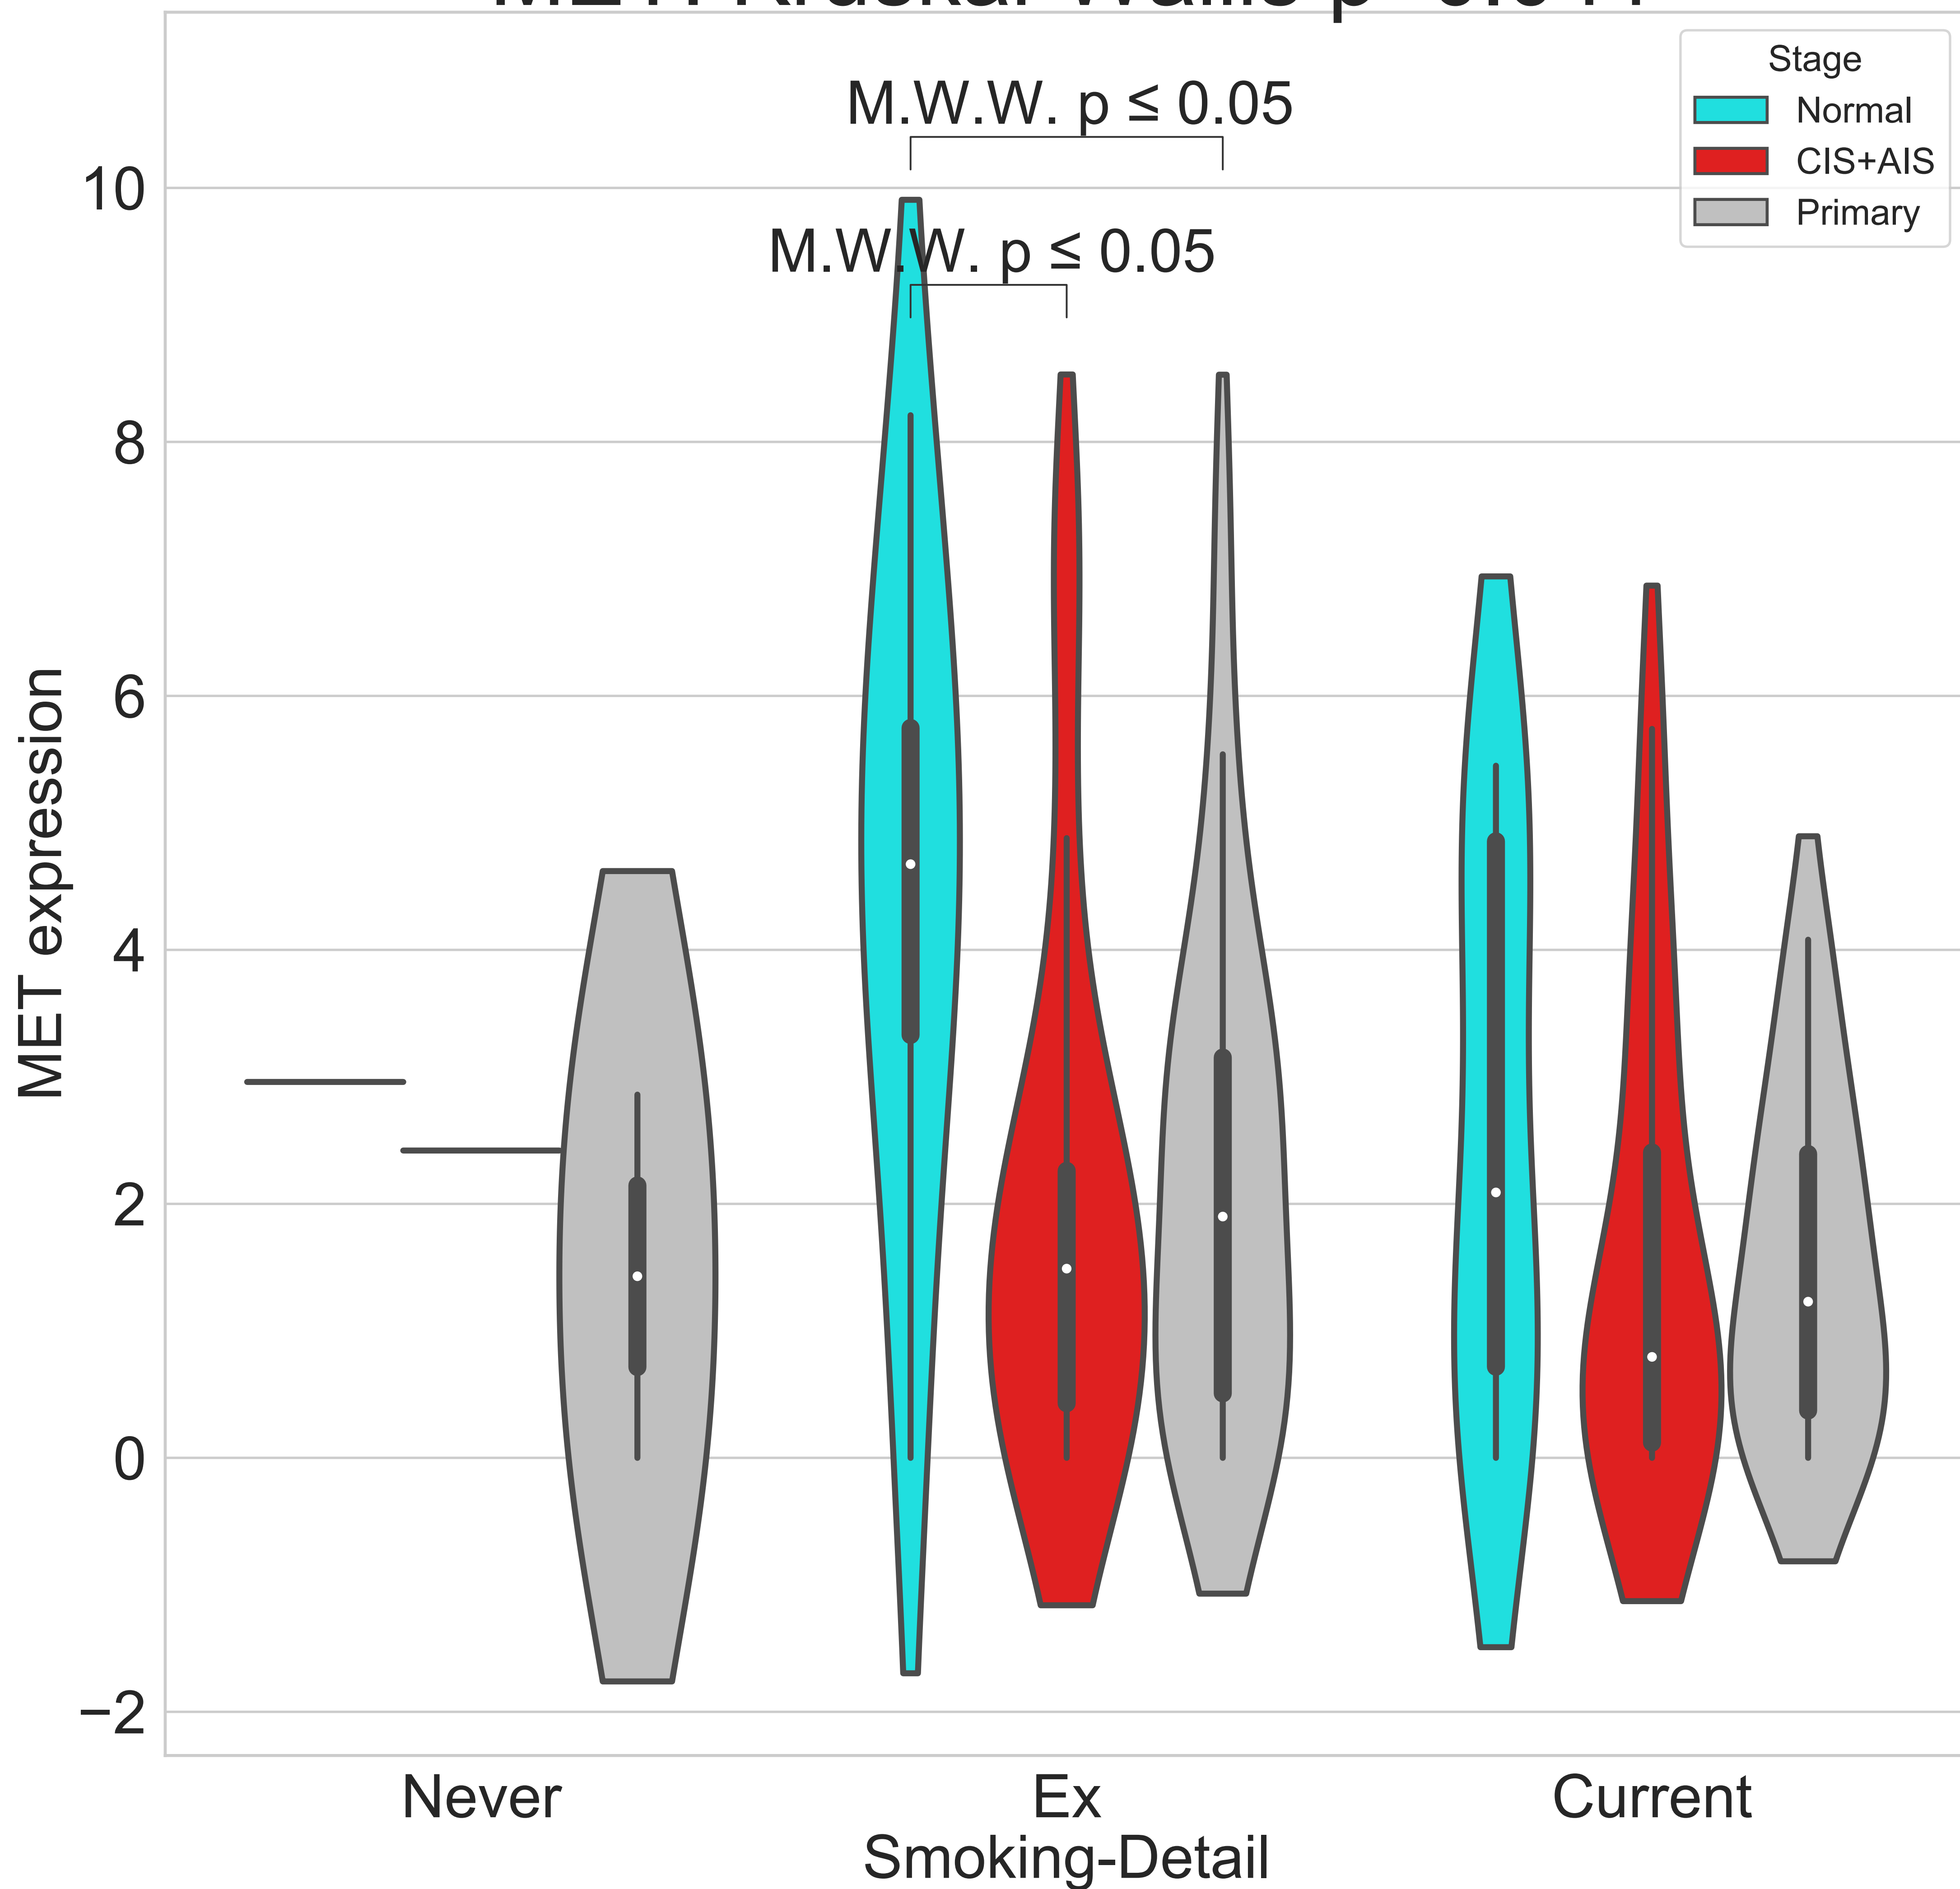 Stage
Normal
CIS+AIS
Primary
M.W.W. p ≤ 0.05
M.W.W. p ≤ 0.05
10
8
6
4
2
0
−2
MET expression
Never
Ex
Current
Smoking-Detail